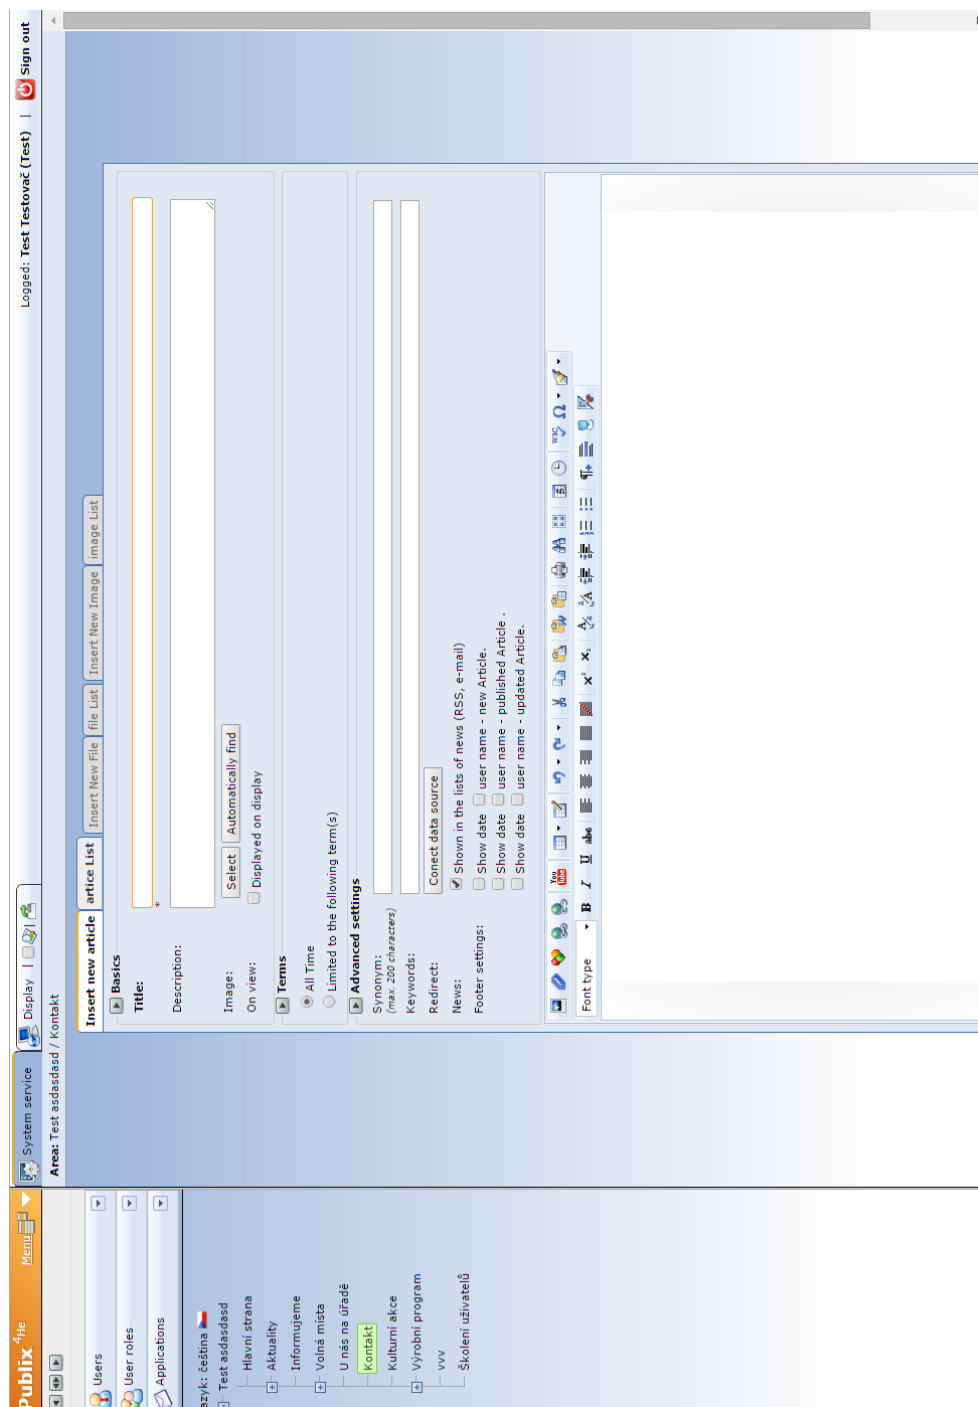 Publix 4He
Menu
System service
Display
Logged: Test Testovač (Test) | Sign out
Area: Test asdasdasd / Kontakt
Users
User roles
Applications
azyk: čeština
Test asdasdasd
Hlavní strana
Aktuality
Informujeme
Volná místa
U nás na úřadě
Kontakt
Kulturní akce
Výrobní program
vvv
Školení uživatelů
Insert new article
artice List
Insert New File
file List
Insert New Image
image List
Basics
Title:
*
Description:
Image:
Select
Automatically find
On view:
Displayed on display
Terms
All Time
Limited to the following term(s)
Advanced settings
Synonym:
(max. 200 characters)
Keywords:
Redirect:
Conect data source
News:
Shown in the lists of news (RSS, e-mail)
Footer settings:
Show date user name - new Article.
Show date user name - published Article .
Show date user name - updated Article.
You Tube
W3C
Ω
Font type
B I U abc